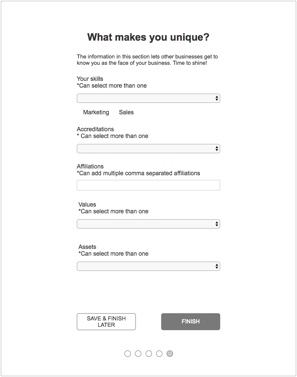 What makes you unique?
The information in this section lets other businesses get to
know you as the face of your business. Time to shine!
Your skills
*Can select more than one
Marketing Sales
Accreditations
* Can select more than one
Affiliations
*Can add multiple comma separated affiliations
Values
*Can select more than one
Assets
*Can select more than one
SAVE & FINISH
LATER
FINISH